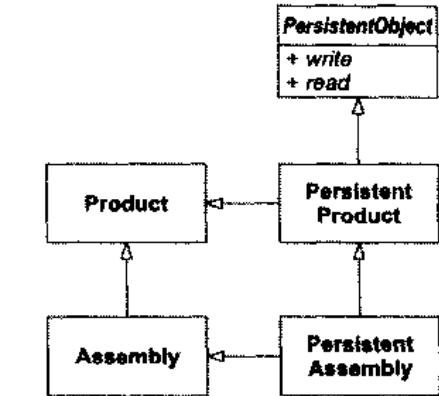 PersistentObject
+ write
+ read
Product
Persistent
Product
Assembly
Persistent
Assembly